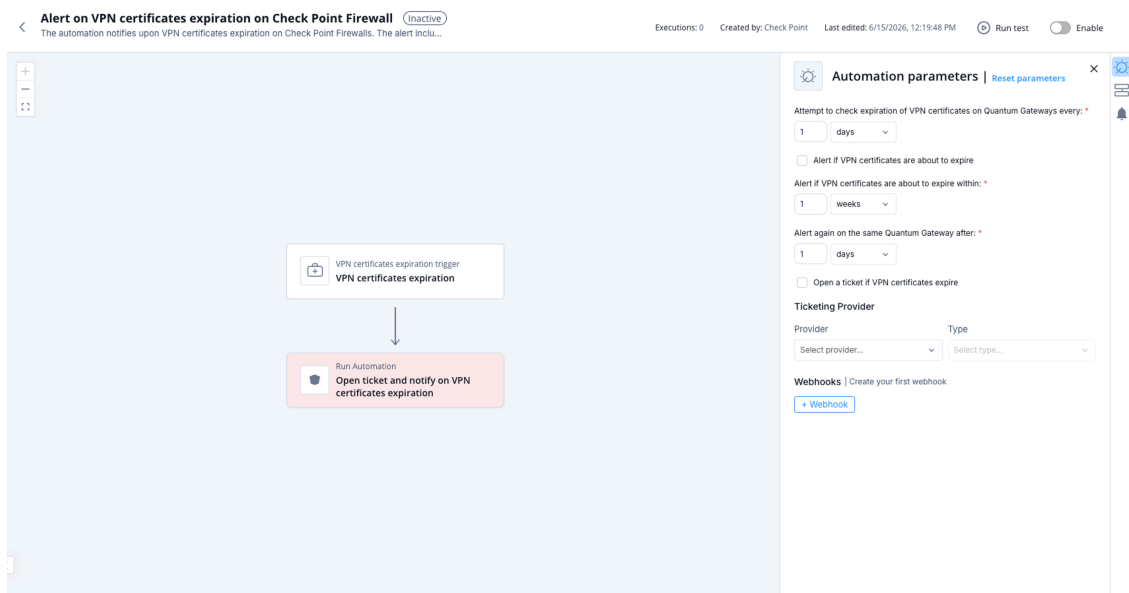 Alert on VPN certificates expiration on Check Point Firewall Inactive
The automation notifies upon VPN certificates expiration on Check Point Firewalls. The alert inclu...
Executions: 0 Created by: Check Point Last edited: 6/15/2026, 12:19:48 PM Run test Enable
VPN certificates expiration trigger
VPN certificates expiration
Run Automation
Open ticket and notify on VPN
certificates expiration
Automation parameters | Reset parameters
Attempt to check expiration of VPN certificates on Quantum Gateways every: *
1 days
Alert if VPN certificates are about to expire
Alert if VPN certificates are about to expire within: *
1 weeks
Alert again on the same Quantum Gateway after: *
1 days
Open a ticket if VPN certificates expire
Ticketing Provider
Provider Type
Select provider... Select type...
Webhooks | Create your first webhook
+ Webhook